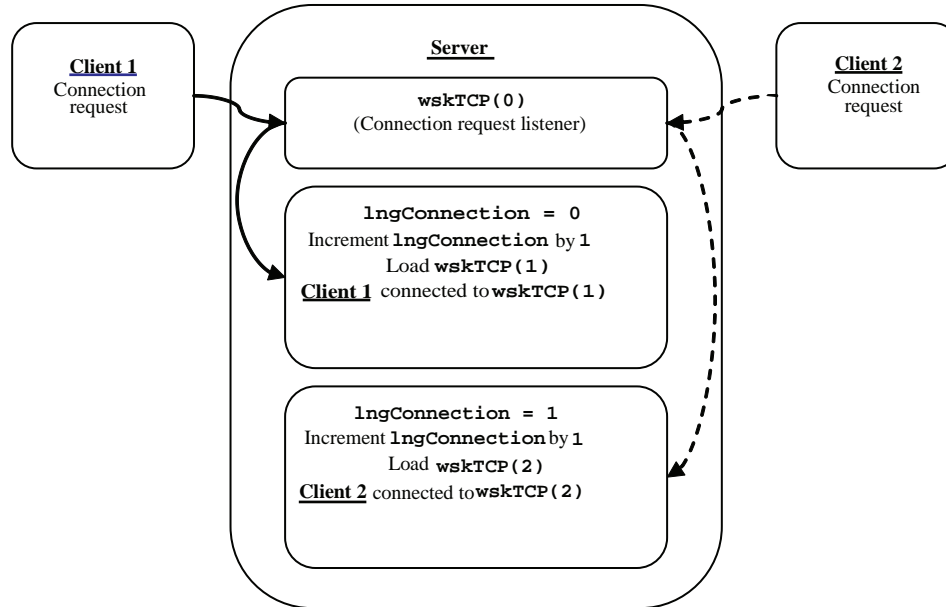 Client 1
Connection
request
Server
wskTCP(0)
(Connection request listener)
Client 2
Connection
request
lngConnection = 0
Increment lngConnection by 1
Load wskTCP(1)
Client 1 connected to wskTCP(1)
lngConnection = 1
Increment lngConnection by 1
Load wskTCP(2)
Client 2 connected to wskTCP(2)